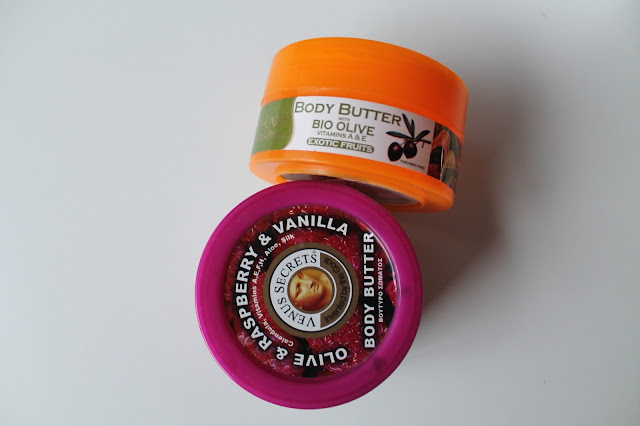 BODY BUTTER
WITH
BIO OLIVE
VITAMINS A & E
EXOTIC FRUITS
OLIVE & RASPBERRY & VANILLA
Calendula, Vitamins A,E,F,H, Aloe, Silk
VENUS SECRETS
BODY BUTTER
ΒΟΥΤΥΡΟ ΣΩΜΑΤΟΣ